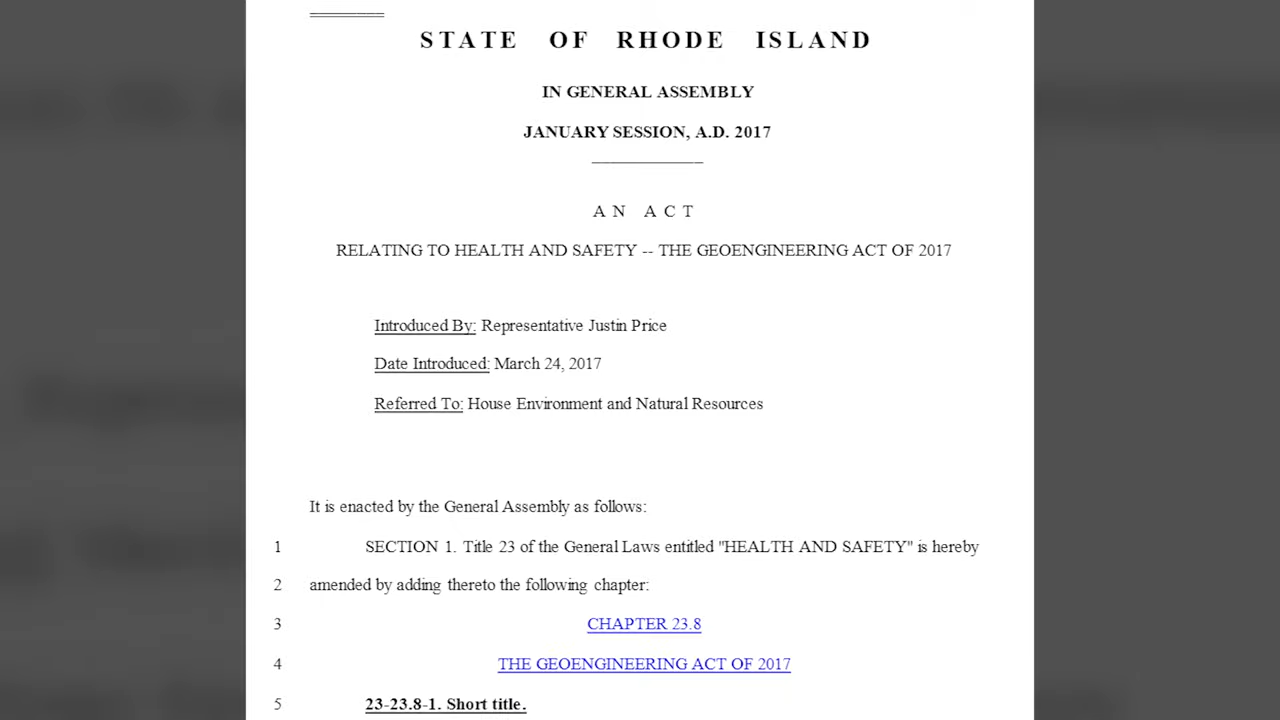 STATE OF RHODE ISLAND
IN GENERAL ASSEMBLY
JANUARY SESSION, A.D. 2017
AN ACT
RELATING TO HEALTH AND SAFETY -- THE GEOENGINEERING ACT OF 2017
Introduced By: Representative Justin Price
Date Introduced: March 24, 2017
Referred To: House Environment and Natural Resources
It is enacted by the General Assembly as follows:
1 SECTION 1. Title 23 of the General Laws entitled "HEALTH AND SAFETY" is hereby
2 amended by adding thereto the following chapter:
3 CHAPTER 23.8
4 THE GEOENGINEERING ACT OF 2017
5 23-23.8-1. Short title.